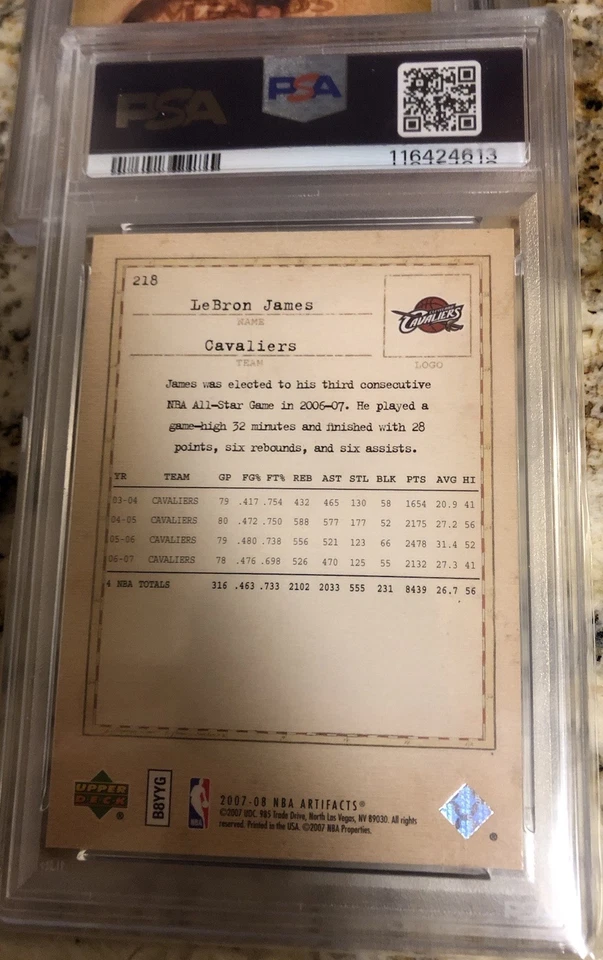 PSA
PSA
116424613
218
LeBron James
NAME
Cavaliers
TEAM
CAVALIERS
LOGO
James was elected to his third consecutive
NBA All-Star Game in 2006-07. He played a
game-high 32 minutes and finished with 28
points, six rebounds, and six assists.
YR TEAM GP FG% FT% REB AST STL BLK PTS AVG HI
03-04 CAVALIERS 79 .417 .754 432 465 130 58 1654 20.9 41
04-05 CAVALIERS 80 .472 .750 588 577 177 52 2175 27.2 56
05-06 CAVALIERS 79 .480 .738 556 521 123 66 2478 31.4 52
06-07 CAVALIERS 78 .476 .698 526 470 125 55 2132 27.3 41
4 NBA TOTALS 316 .463 .733 2102 2033 555 231 8439 26.7 56
UPPER
DECK
®
B8YYG
NBA
2007-08 NBA ARTIFACTS®
©2007 UDC. 985 Trade Drive, North Las Vegas, NV 89030. All rights
reserved. Printed in the USA. ©2007 NBA Properties.
®